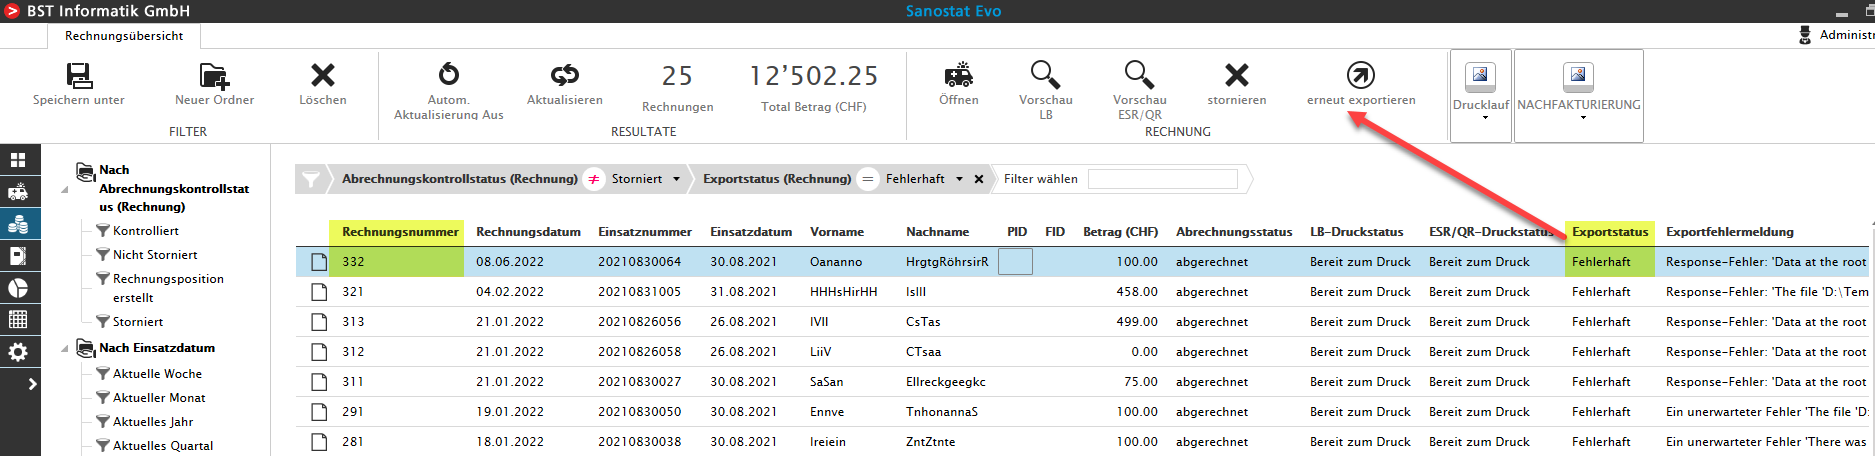 BST Informatik GmbH
Sanostat Evo
Rechnungsübersicht
Administr
Speichern unter
Neuer Ordner
Löschen
FILTER
Autom.
Aktualisierung Aus
Aktualisieren
25
Rechnungen
12’502.25
Total Betrag (CHF)
RESULTATE
Öffnen
Vorschau
LB
Vorschau
ESR/QR
stornieren
erneut exportieren
RECHNUNG
Drucklauf
NACHFAKTURIERUNG
Nach
Abrechnungskontrollstat
us (Rechnung)
Kontrolliert
Nicht Storniert
Rechnungsposition
erstellt
Storniert
Nach Einsatzdatum
Aktuelle Woche
Aktueller Monat
Aktuelles Jahr
Aktuelles Quartal
Abrechnungskontrollstatus (Rechnung) ≠ Storniert Exportstatus (Rechnung) = Fehlerhaft Filter wählen
Rechnungsnummer Rechnungsdatum Einsatznummer Einsatzdatum Vorname Nachname PID FID Betrag (CHF) Abrechnungsstatus LB-Druckstatus ESR/QR-Druckstatus Exportstatus Exportfehlermeldung
332 08.06.2022 20210830064 30.08.2021 Oananno HrgtgRöhrsirR 100.00 abgerechnet Bereit zum Druck Bereit zum Druck Fehlerhaft Response-Fehler: 'Data at the root
321 04.02.2022 20210831005 31.08.2021 HHHsHirHH IsIII 458.00 abgerechnet Bereit zum Druck Bereit zum Druck Fehlerhaft Response-Fehler: 'The file 'D:\Tem
313 21.01.2022 20210826056 26.08.2021 IVII CsTas 499.00 abgerechnet Bereit zum Druck Bereit zum Druck Fehlerhaft Response-Fehler: 'Data at the root
312 21.01.2022 20210826058 26.08.2021 LiiV CTsaa 0.00 abgerechnet Bereit zum Druck Bereit zum Druck Fehlerhaft Response-Fehler: 'Data at the root
311 21.01.2022 20210830027 30.08.2021 SaSan Ellreckgeegkc 75.00 abgerechnet Bereit zum Druck Bereit zum Druck Fehlerhaft Response-Fehler: 'Data at the root
291 19.01.2022 20210830050 30.08.2021 Ennve TnhonannaS 100.00 abgerechnet Bereit zum Druck Bereit zum Druck Fehlerhaft Ein unerwarteter Fehler 'The file 'D:
281 18.01.2022 20210830038 30.08.2021 Ireiein ZntZtnte 100.00 abgerechnet Bereit zum Druck Bereit zum Druck Fehlerhaft Ein unerwarteter Fehler 'There was